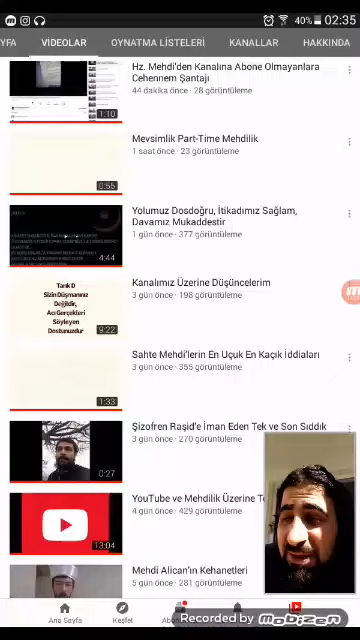 40% 02:35
YFA VİDEOLAR OYNATMA LİSTELERİ KANALLAR HAKKINDA
Hz. Mehdi'den Kanalına Abone Olmayanlara
Cehennem Şantajı
44 dakika önce · 28 görüntüleme
1:10
Mevsimlik Part-Time Mehdilik
1 saat önce · 23 görüntüleme
0:55
Yolumuz Dosdoğru, İtikadımız Sağlam,
Davamız Mukaddestir
1 gün önce · 377 görüntüleme
4:44
Kanalımız Üzerine Düşüncelerim
3 gün önce · 198 görüntüleme
Tarık D
Sizin Düşmanınız
Değildir,
Acı Gerçekleri
Söyleyen
Dostunuzdur
9:22
Sahte Mehdi'lerin En Uçuk En Kaçık İddiaları
3 gün önce · 355 görüntüleme
1:33
Şizofren Raşid'e İman Eden Tek ve Son Sıddık
3 gün önce · 270 görüntüleme
0:27
YouTube ve Mehdilik Üzerine
4 gün önce · 429 görüntüleme
13:04
Mehdi Alican'ın Kehanetleri
5 gün önce · 281 görüntüleme
Ana Sayfa Keşfet
Recorded by MOBIZEN